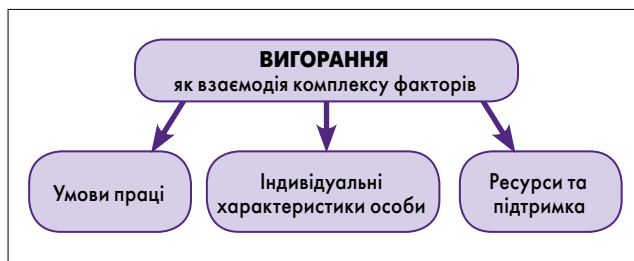 ВИГОРАННЯ
як взаємодія комплексу факторів
Умови праці
Індивідуальні
характеристики особи
Ресурси та
підтримка